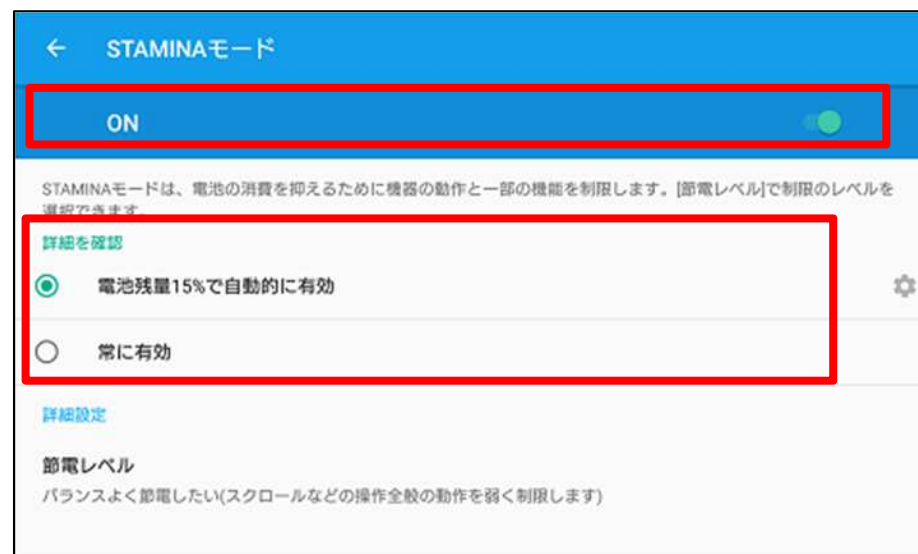 STAMINAモード
ON
STAMINAモードは、電池の消費を抑えるために機器の動作と一部の機能を制限します。[節電レベル]で制限のレベルを
選択できます。
詳細を確認
電池残量15%で自動的に有効
常に有効
詳細設定
節電レベル
バランスよく節電したい(スクロールなどの操作全般の動作を弱く制限します)